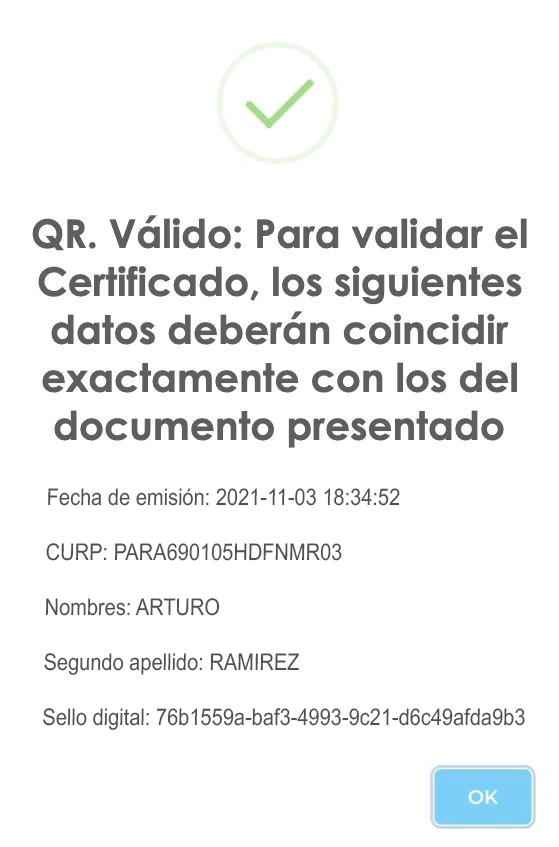 QR. Válido: Para validar el
Certificado, los siguientes
datos deberán coincidir
exactamente con los del
documento presentado
Fecha de emisión: 2021-11-03 18:34:52
CURP: PARA690105HDFNMR03
Nombres: ARTURO
Segundo apellido: RAMIREZ
Sello digital: 76b1559a-baf3-4993-9c21-d6c49afda9b3
OK